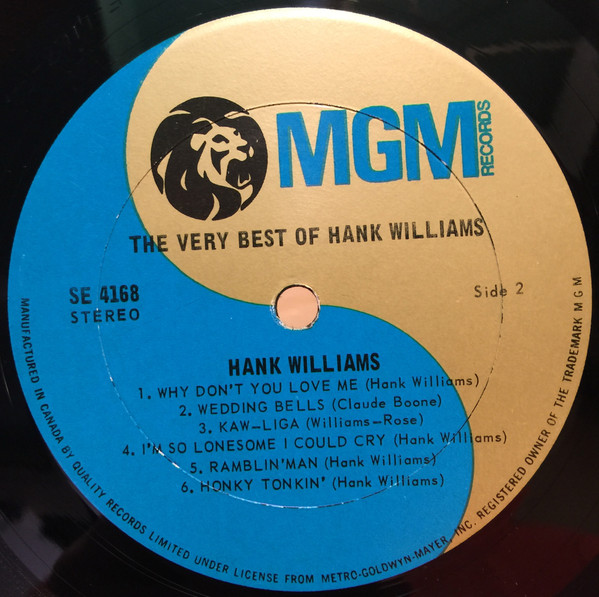 MGM
RECORDS
THE VERY BEST OF HANK WILLIAMS
SE 4168
STEREO
Side 2
HANK WILLIAMS
1. WHY DON'T YOU LOVE ME (Hank Williams)
2. WEDDING BELLS (Claude Boone)
3. KAW-LIGA (Williams-Rose)
4. I'M SO LONESOME I COULD CRY (Hank Williams)
5. RAMBLIN'MAN (Hank Williams)
6. HONKY TONKIN' (Hank Williams)
MANUFACTURED IN CANADA BY QUALITY RECORDS LIMITED UNDER LICENSE FROM METRO-GOLDWYN-MAYER, INC. REGISTERED OWNER OF THE TRADEMARK M G M